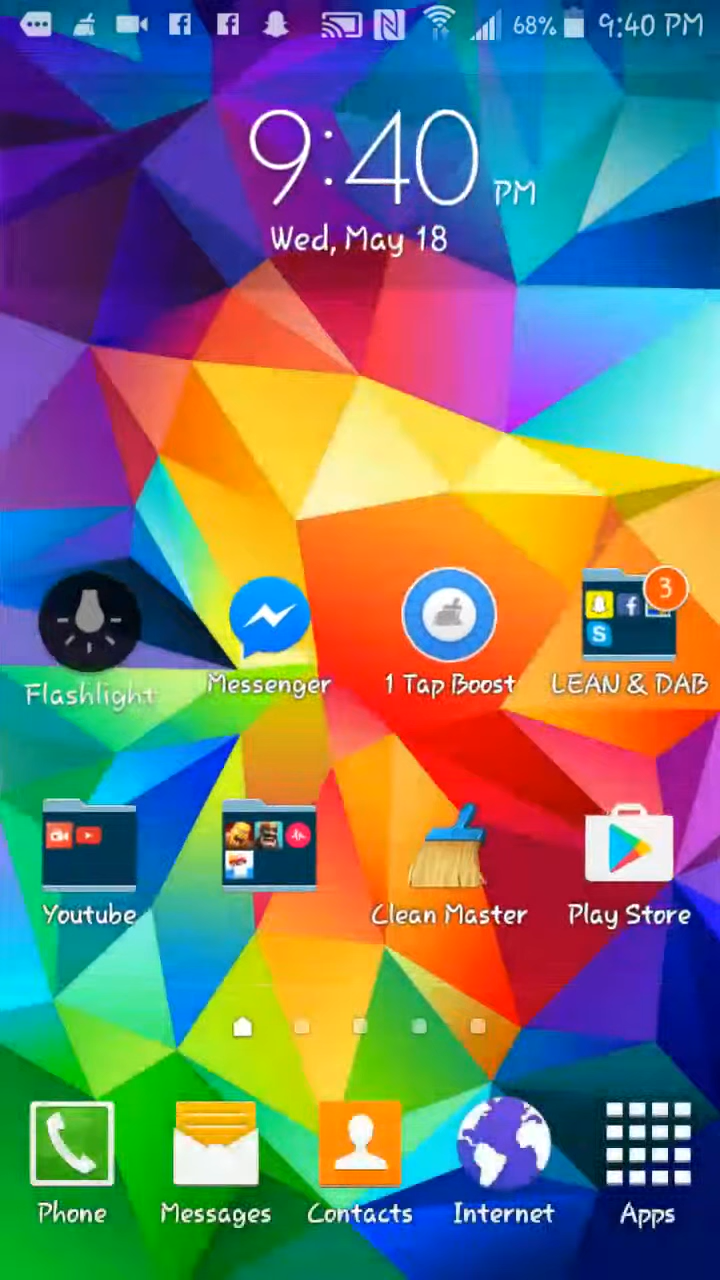 68% 9:40 PM
9:40 PM
Wed, May 18
3
Flashlight Messenger 1 Tap Boost LEAN & DAB
Youtube Clean Master Play Store
Phone Messages Contacts Internet Apps